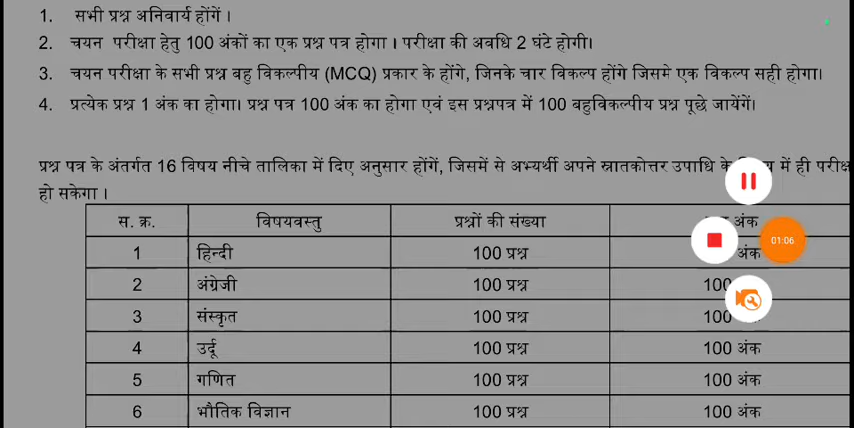 1. सभी प्रश्न अनिवार्य होंगें ।
2. चयन परीक्षा हेतु 100 अंकों का एक प्रश्न पत्र होगा । परीक्षा की अवधि 2 घंटे होगी।
3. चयन परीक्षा के सभी प्रश्न बहु विकल्पीय (MCQ) प्रकार के होंगे, जिनके चार विकल्प होंगे जिसमे एक विकल्प सही होगा।
4. प्रत्येक प्रश्न 1 अंक का होगा। प्रश्न पत्र 100 अंक का होगा एवं इस प्रश्नपत्र में 100 बहुविकल्पीय प्रश्न पूछे जायेंगें।
प्रश्न पत्र के अंतर्गत 16 विषय नीचे तालिका में दिए अनुसार होंगें, जिसमें से अभ्यर्थी अपने स्नातकोत्तर उपाधि के में ही
हो सकेगा ।
स. क्र. विषयवस्तु प्रश्नों की संख्या अंक
1 हिन्दी 100 प्रश्न अंक
01:06
2 अंग्रेजी 100 प्रश्न 100
3 संस्कृत 100 प्रश्न 100
4 उर्दू 100 प्रश्न 100 अंक
5 गणित 100 प्रश्न 100 अंक
6 भौतिक विज्ञान 100 प्रश्न 100 अंक